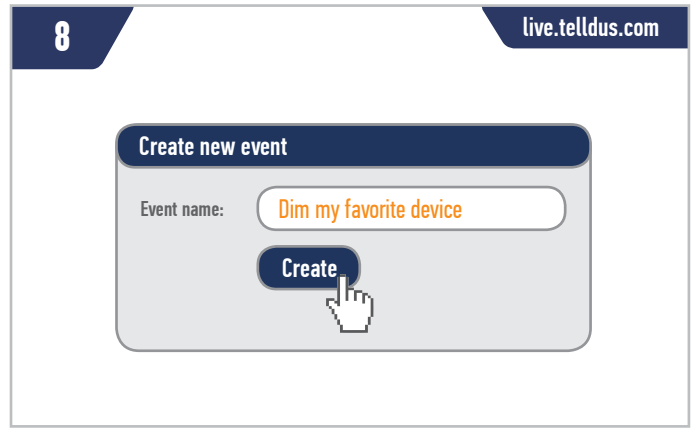 8
live.telldus.com
Create new event
Event name:
Dim my favorite device
Create